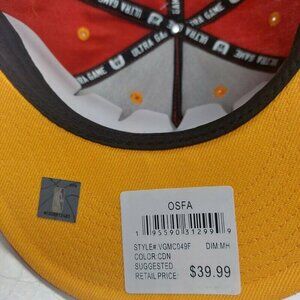 ULTRA GAME
ULTRA GAME
ULTRA GAME
OSFA
1 95590 31299 9
STYLE#:VGMC049F DIM:MH
COLOR:CDN
SUGGESTED
RETAIL PRICE: $39.99